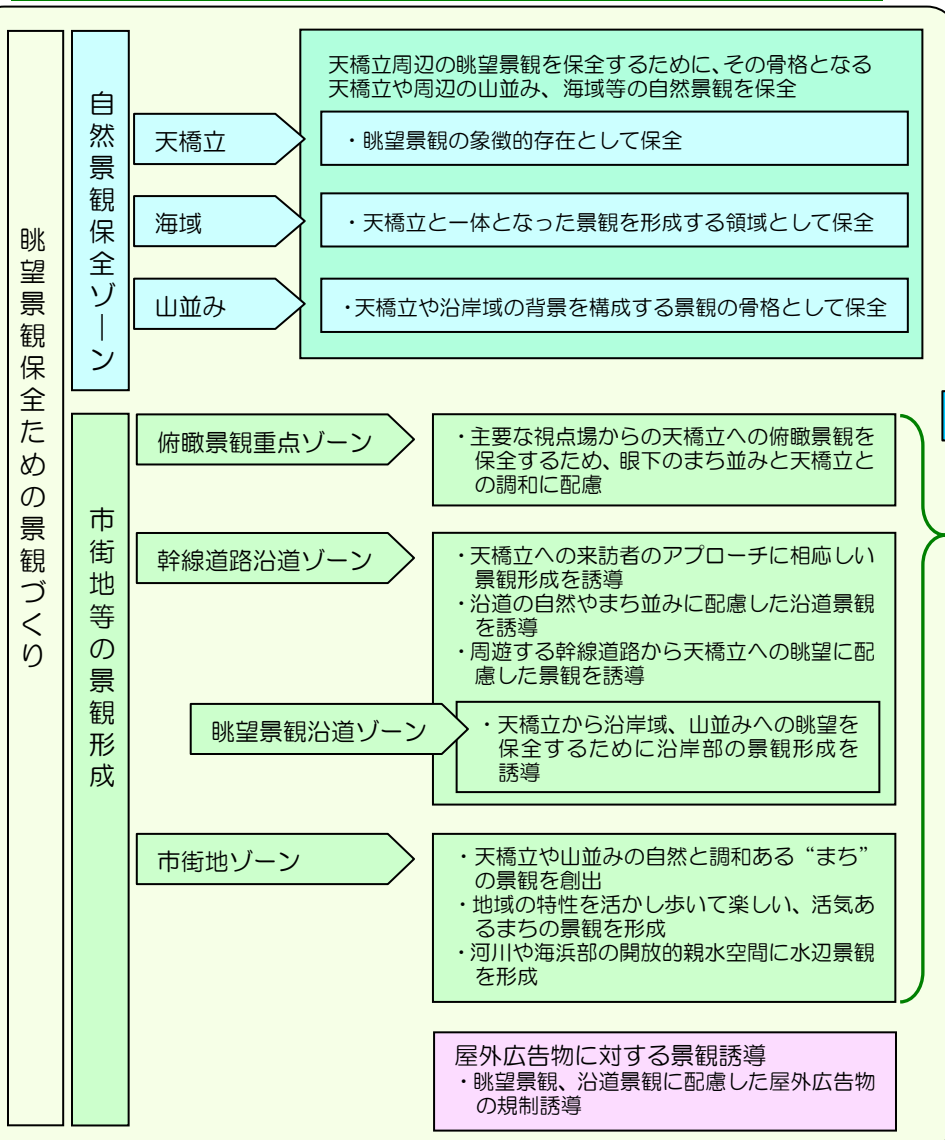 眺望景観保全ための景観づくり
自然景観保全ゾーン
天橋立周辺の眺望景観を保全するために、その骨格となる
天橋立や周辺の山並み、海域等の自然景観を保全
天橋立
・眺望景観の象徴的存在として保全
海域
・天橋立と一体となった景観を形成する領域として保全
山並み
・天橋立や沿岸域の背景を構成する景観の骨格として保全
市街地等の景観形成
俯瞰景観重点ゾーン
・主要な視点場からの天橋立への俯瞰景観を
保全するため、眼下のまち並みと天橋立と
の調和に配慮
幹線道路沿道ゾーン
・天橋立への来訪者のアプローチに相応しい
景観形成を誘導
・沿道の自然やまち並みに配慮した沿道景観
を誘導
・周遊する幹線道路から天橋立への眺望に配
慮した景観を誘導
眺望景観沿道ゾーン
・天橋立から沿岸域、山並みへの眺望を
保全するために沿岸部の景観形成を
誘導
市街地ゾーン
・天橋立や山並みの自然と調和ある“まち”
の景観を創出
・地域の特性を活かし歩いて楽しい、活気あ
るまちの景観を形成
・河川や海浜部の開放的親水空間に水辺景観
を形成
屋外広告物に対する景観誘導
・眺望景観、沿道景観に配慮した屋外広告物
の規制誘導